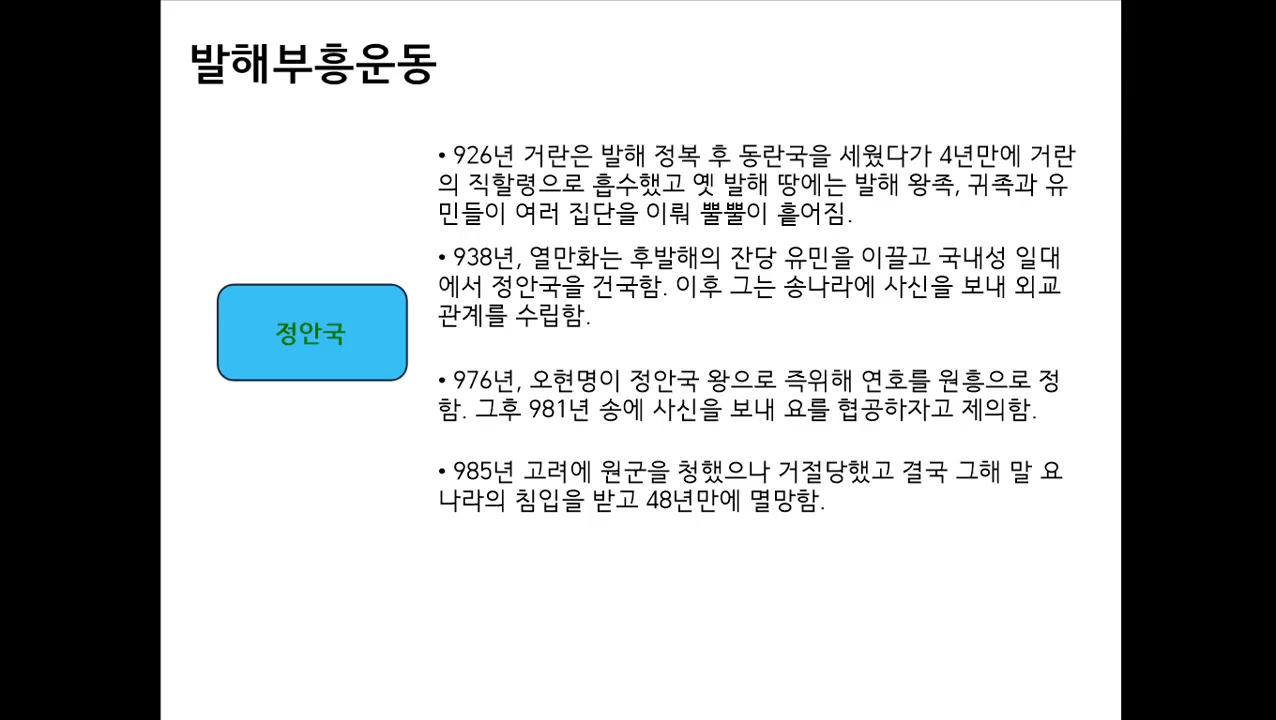 발해부흥운동
• 926년 거란은 발해 정복 후 동란국을 세웠다가 4년만에 거란
의 직할령으로 흡수했고 옛 발해 땅에는 발해 왕족, 귀족과 유
민들이 여러 집단을 이뤄 뿔뿔이 흩어짐.
• 938년, 열만화는 후발해의 잔당 유민을 이끌고 국내성 일대
에서 정안국을 건국함. 이후 그는 송나라에 사신을 보내 외교
관계를 수립함.
정안국
• 976년, 오현명이 정안국 왕으로 즉위해 연호를 원흥으로 정
함. 그후 981년 송에 사신을 보내 요를 협공하자고 제의함.
• 985년 고려에 원군을 청했으나 거절당했고 결국 그해 말 요
나라의 침입을 받고 48년만에 멸망함.